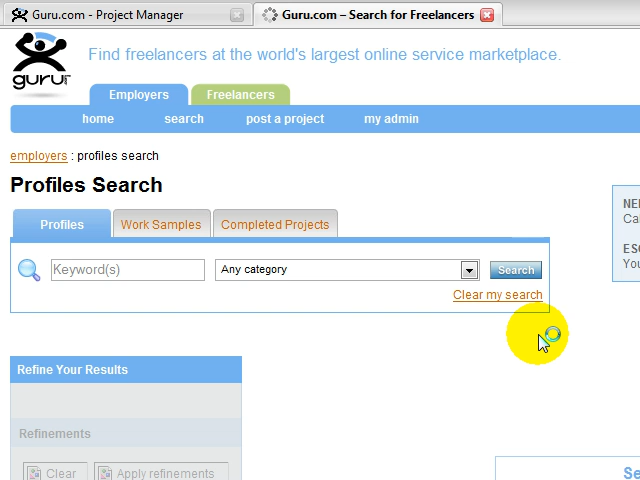 Guru.com - Project Manager
Guru.com – Search for Freelancers
guru
.com
Find freelancers at the world's largest online service marketplace.
Employers
Freelancers
home
search
post a project
my admin
employers : profiles search
Profiles Search
Profiles
Work Samples
Completed Projects
Keyword(s)
Any category
Search
Clear my search
Refine Your Results
Refinements
Clear
Apply refinements